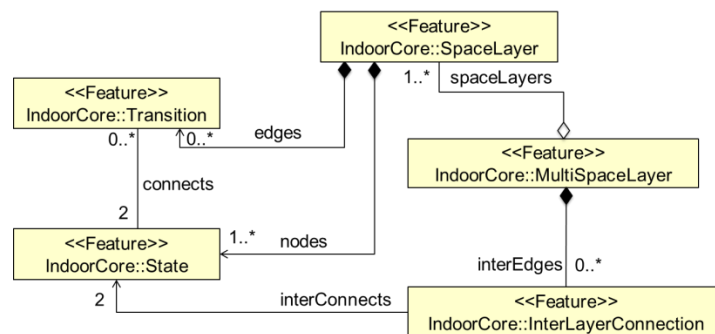 <<Feature>>
IndoorCore::SpaceLayer
1..* spaceLayers
<<Feature>>
IndoorCore::Transition
0..* 0..* edges
<<Feature>>
IndoorCore::MultiSpaceLayer
connects
2
1..* nodes
<<Feature>>
IndoorCore::State
interEdges 0..*
2 interConnects
<<Feature>>
IndoorCore::InterLayerConnection